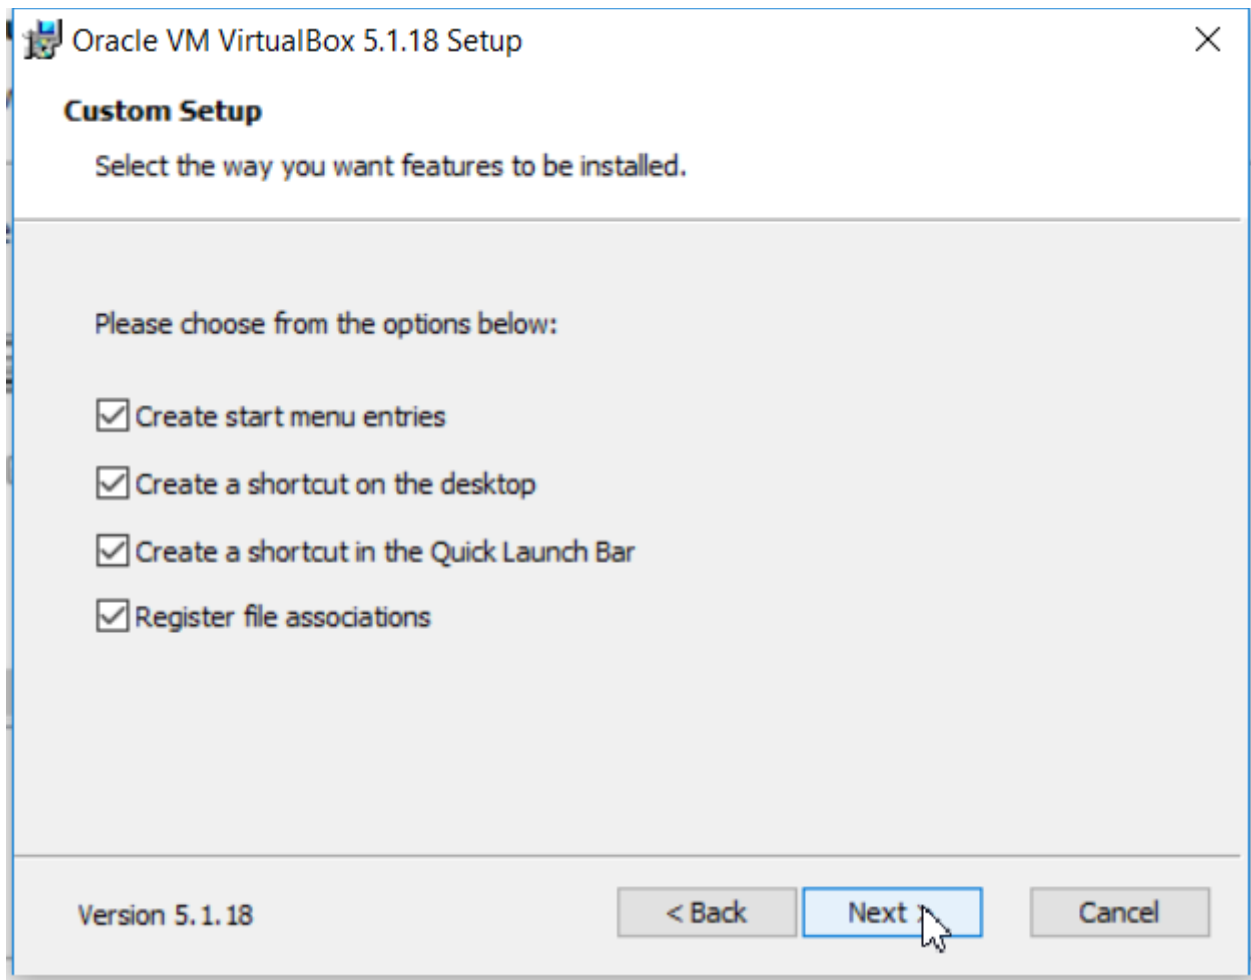 Oracle VM VirtualBox 5.1.18 Setup
Custom Setup
Select the way you want features to be installed.
Please choose from the options below:
Create start menu entries
Create a shortcut on the desktop
Create a shortcut in the Quick Launch Bar
Register file associations
Version 5.1.18
< Back
Next >
Cancel